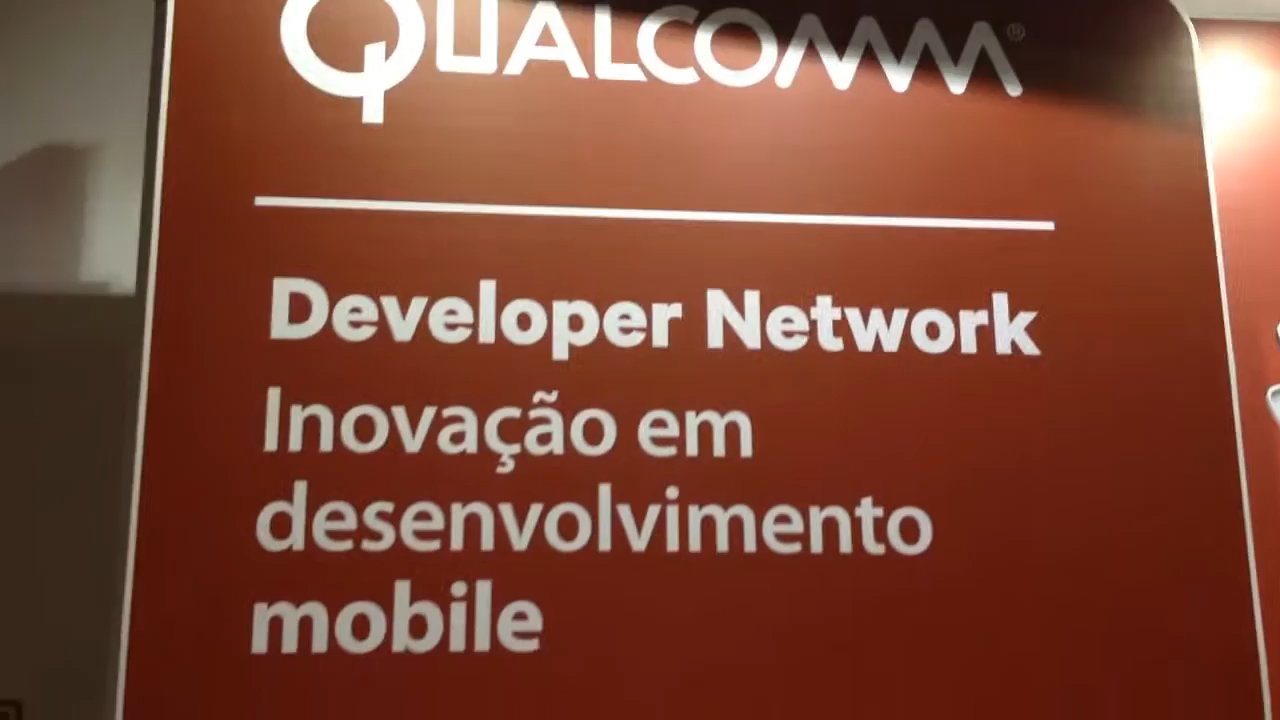 QUALCOMM®
Developer Network
Inovação em
desenvolvimento
mobile